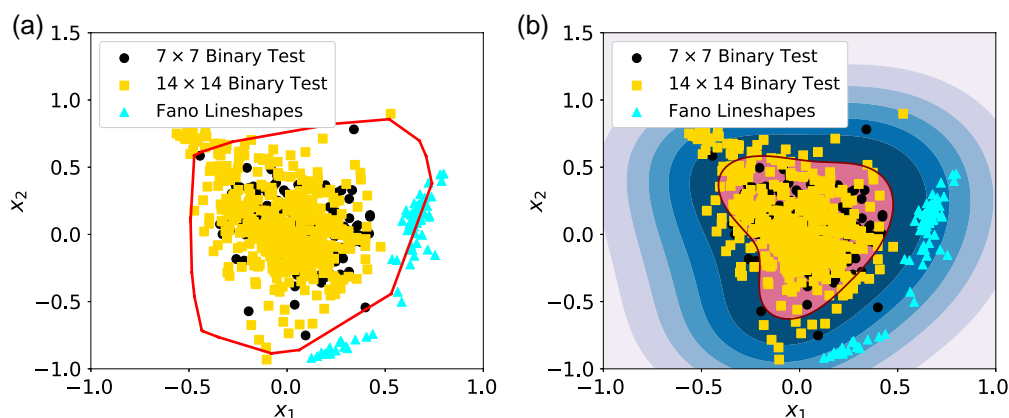 (a)
1.5
7 × 7 Binary Test
14 × 14 Binary Test
Fano Lineshapes
1.0
0.5
x₂
0.0
−0.5
−1.0
−1.0 −0.5 0.0 0.5 1.0
x₁
(b)
1.5
7 × 7 Binary Test
14 × 14 Binary Test
Fano Lineshapes
1.0
0.5
x₂
0.0
−0.5
−1.0
−1.0 −0.5 0.0 0.5 1.0
x₁